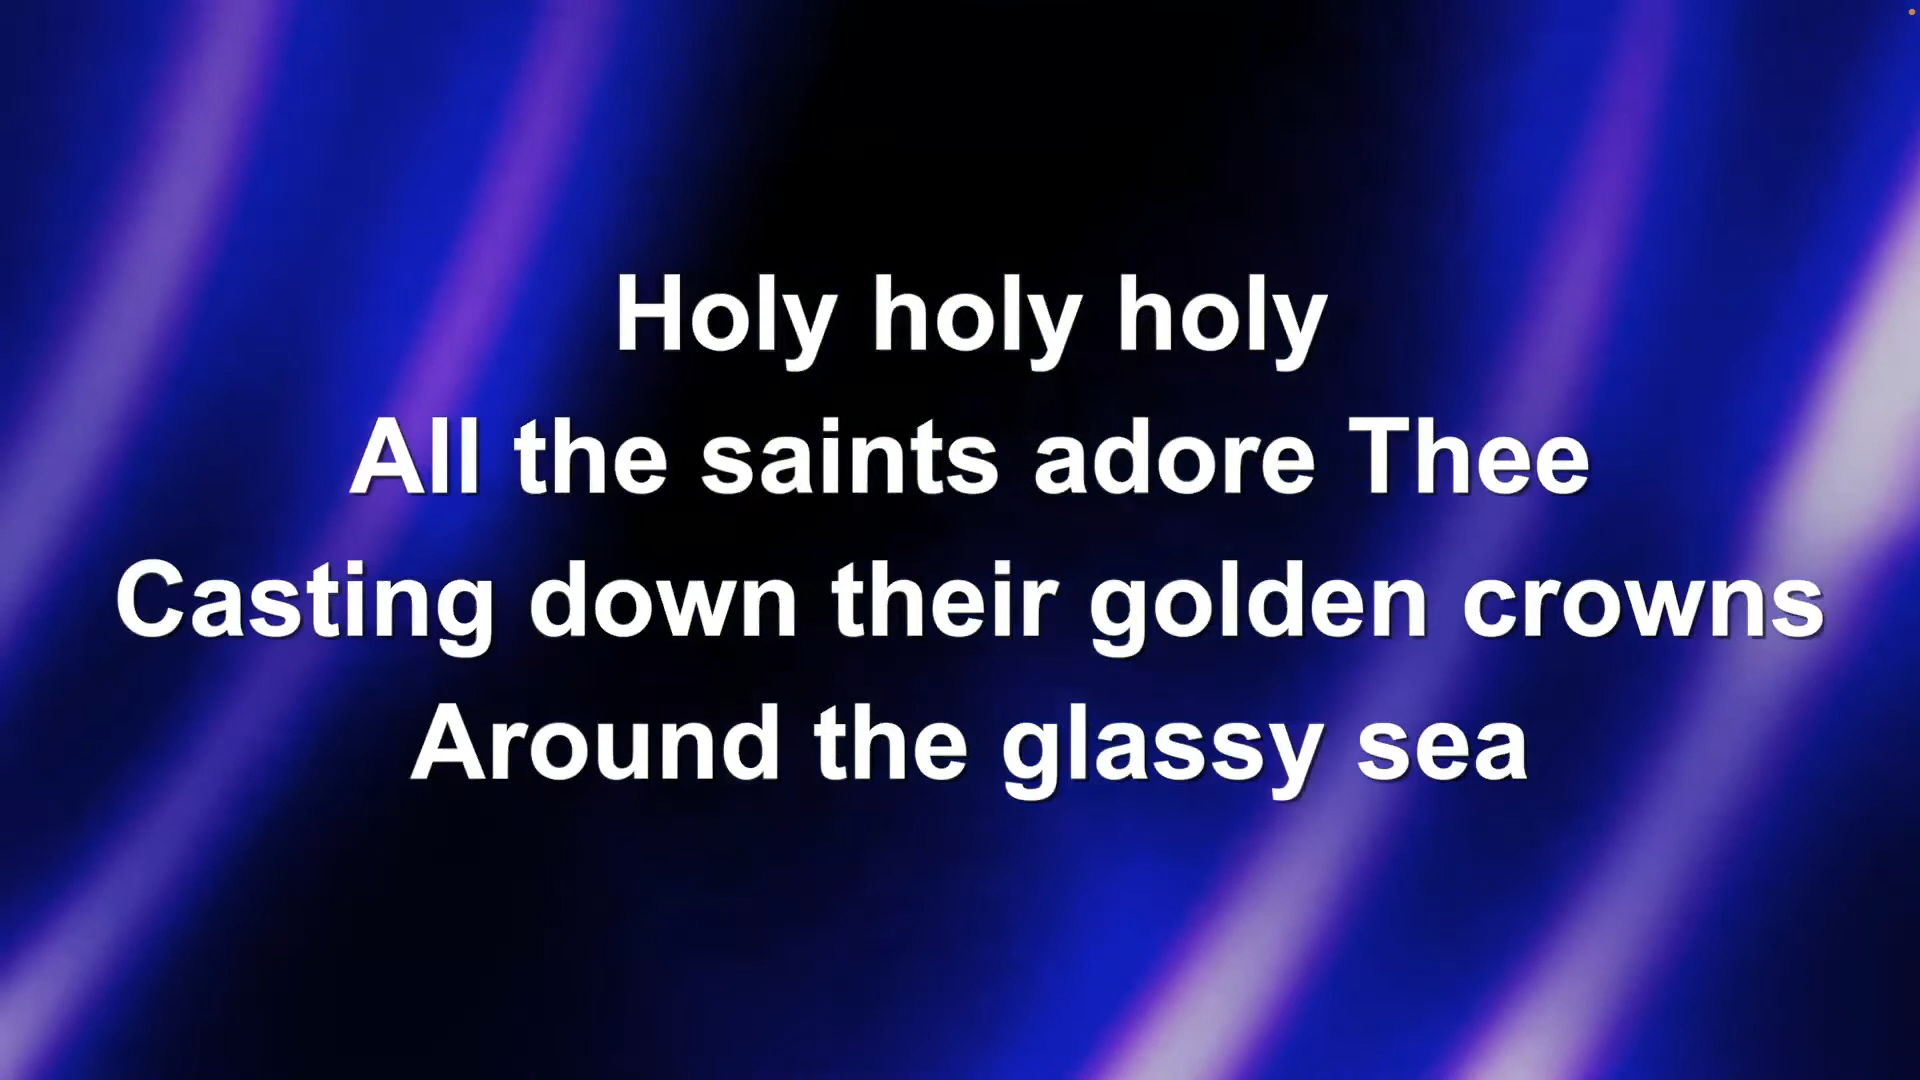 Holy holy holy
All the saints adore Thee
Casting down their golden crowns
Around the glassy sea